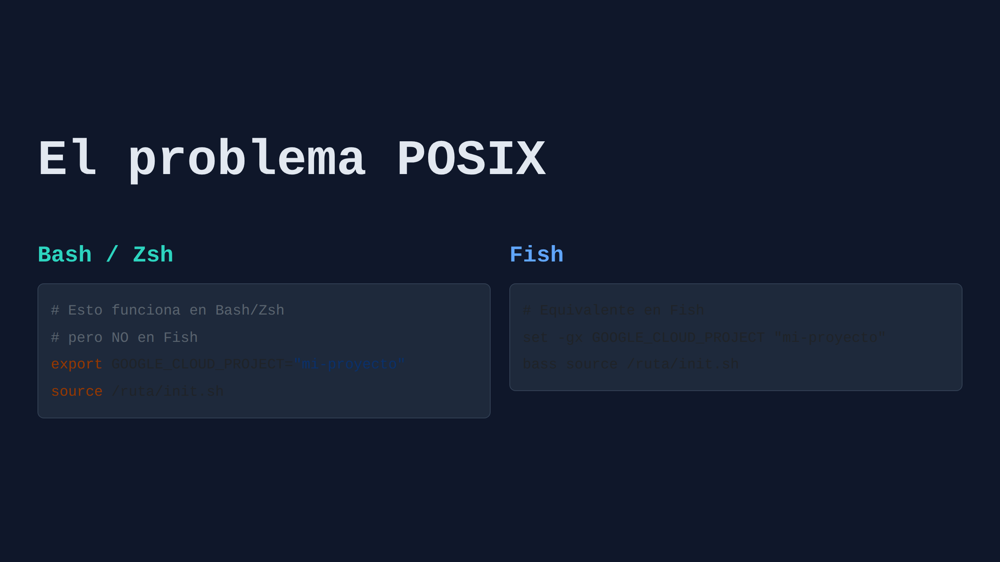 El problema POSIX
Bash / Zsh
# Esto funciona en Bash/Zsh
# pero NO en Fish
export GOOGLE_CLOUD_PROJECT="mi-proyecto"
source /ruta/init.sh
Fish
# Equivalente en Fish
set -gx GOOGLE_CLOUD_PROJECT "mi-proyecto"
bass source /ruta/init.sh